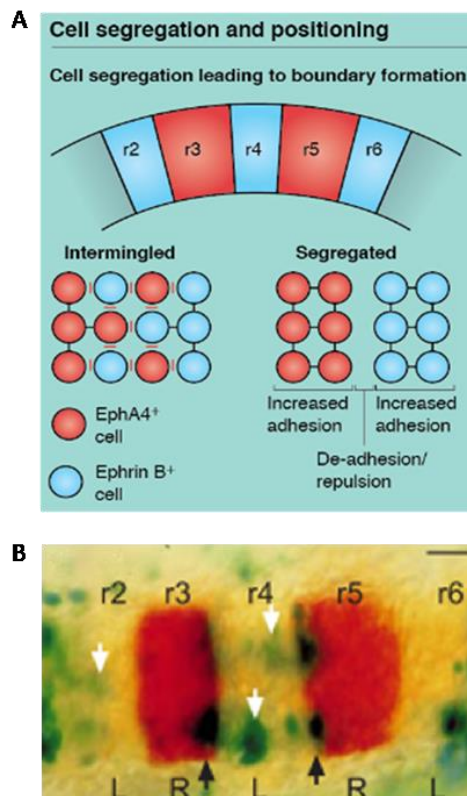 A
Cell segregation and positioning
Cell segregation leading to boundary formation
r2 r3 r4 r5 r6
Intermingled Segregated
Increased adhesion Increased adhesion
De-adhesion/
repulsion
EphA4+
cell
Ephrin B+
cell
B
r2 r3 r4 r5 r6
L R L R L